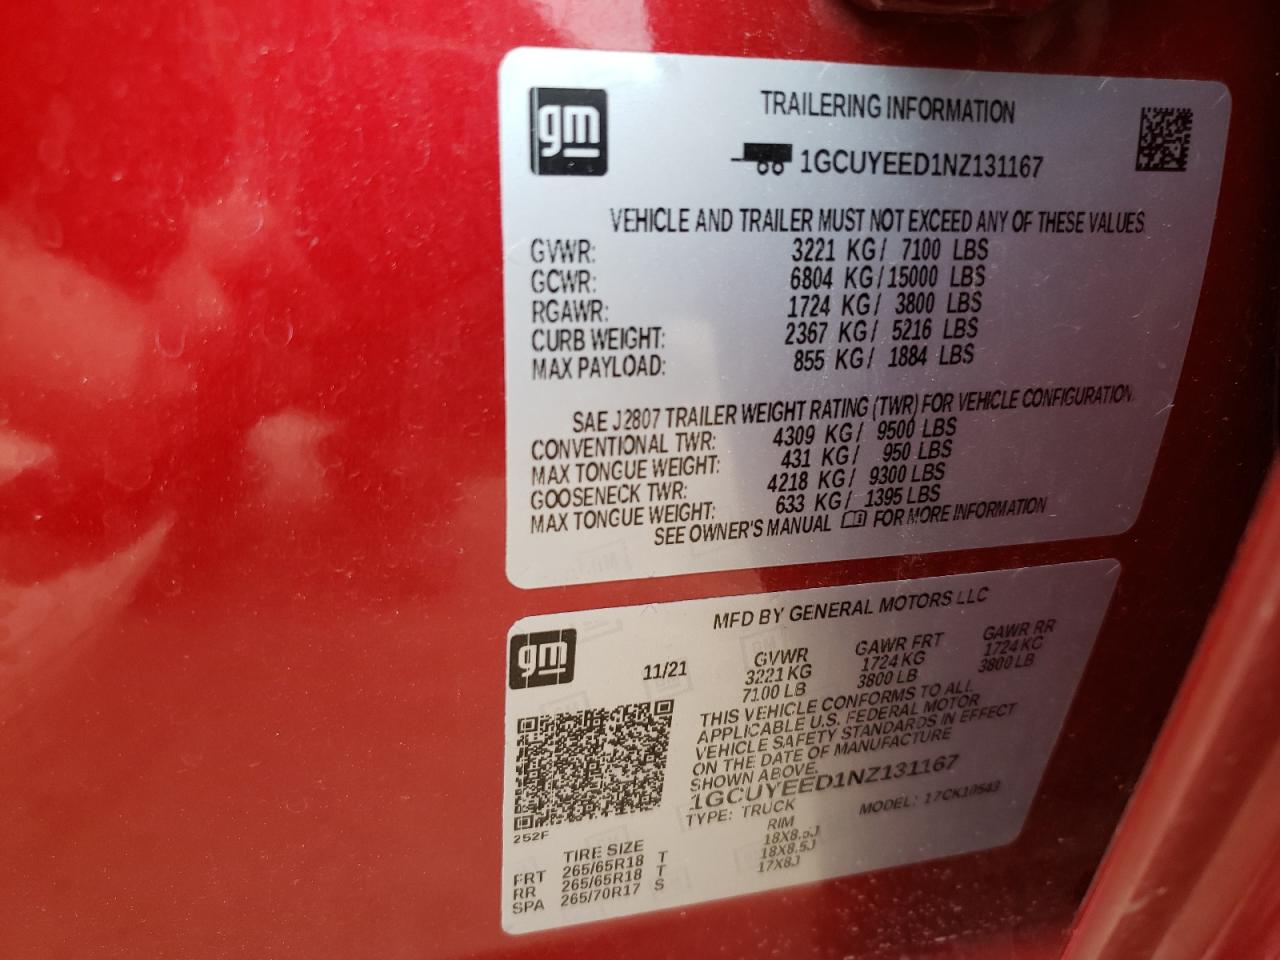 gm
TRAILERING INFORMATION
1GCUYEED1NZ131167
VEHICLE AND TRAILER MUST NOT EXCEED ANY OF THESE VALUES.
GVWR: 3221 KG/ 7100 LBS
GCWR: 6804 KG/15000 LBS
RGAWR: 1724 KG/ 3800 LBS
CURB WEIGHT: 2367 KG/ 5216 LBS
MAX PAYLOAD: 855 KG/ 1884 LBS
SAE J2807 TRAILER WEIGHT RATING (TWR) FOR VEHICLE CONFIGURATION.
CONVENTIONAL TWR: 4309 KG/ 9500 LBS
MAX TONGUE WEIGHT: 431 KG/ 950 LBS
GOOSENECK TWR: 4218 KG/ 9300 LBS
MAX TONGUE WEIGHT: 633 KG/ 1395 LBS
SEE OWNER'S MANUAL FOR MORE INFORMATION
gm
MFD BY GENERAL MOTORS LLC
11/21 GVWR GAWR FRT GAWR RR
3221 KG 1724 KG 1724 KG
7100 LB 3800 LB 3800 LB
THIS VEHICLE CONFORMS TO ALL
APPLICABLE U.S. FEDERAL MOTOR
VEHICLE SAFETY STANDARDS IN EFFECT
ON THE DATE OF MANUFACTURE
SHOWN ABOVE.
1GCUYEED1NZ131167
TYPE: TRUCK MODEL: 17CK10543
252F
TIRE SIZE RIM
FRT 265/65R18 T 18X8.5J
RR 265/65R18 T 18X8.5J
SPA 265/70R17 S 17X8J